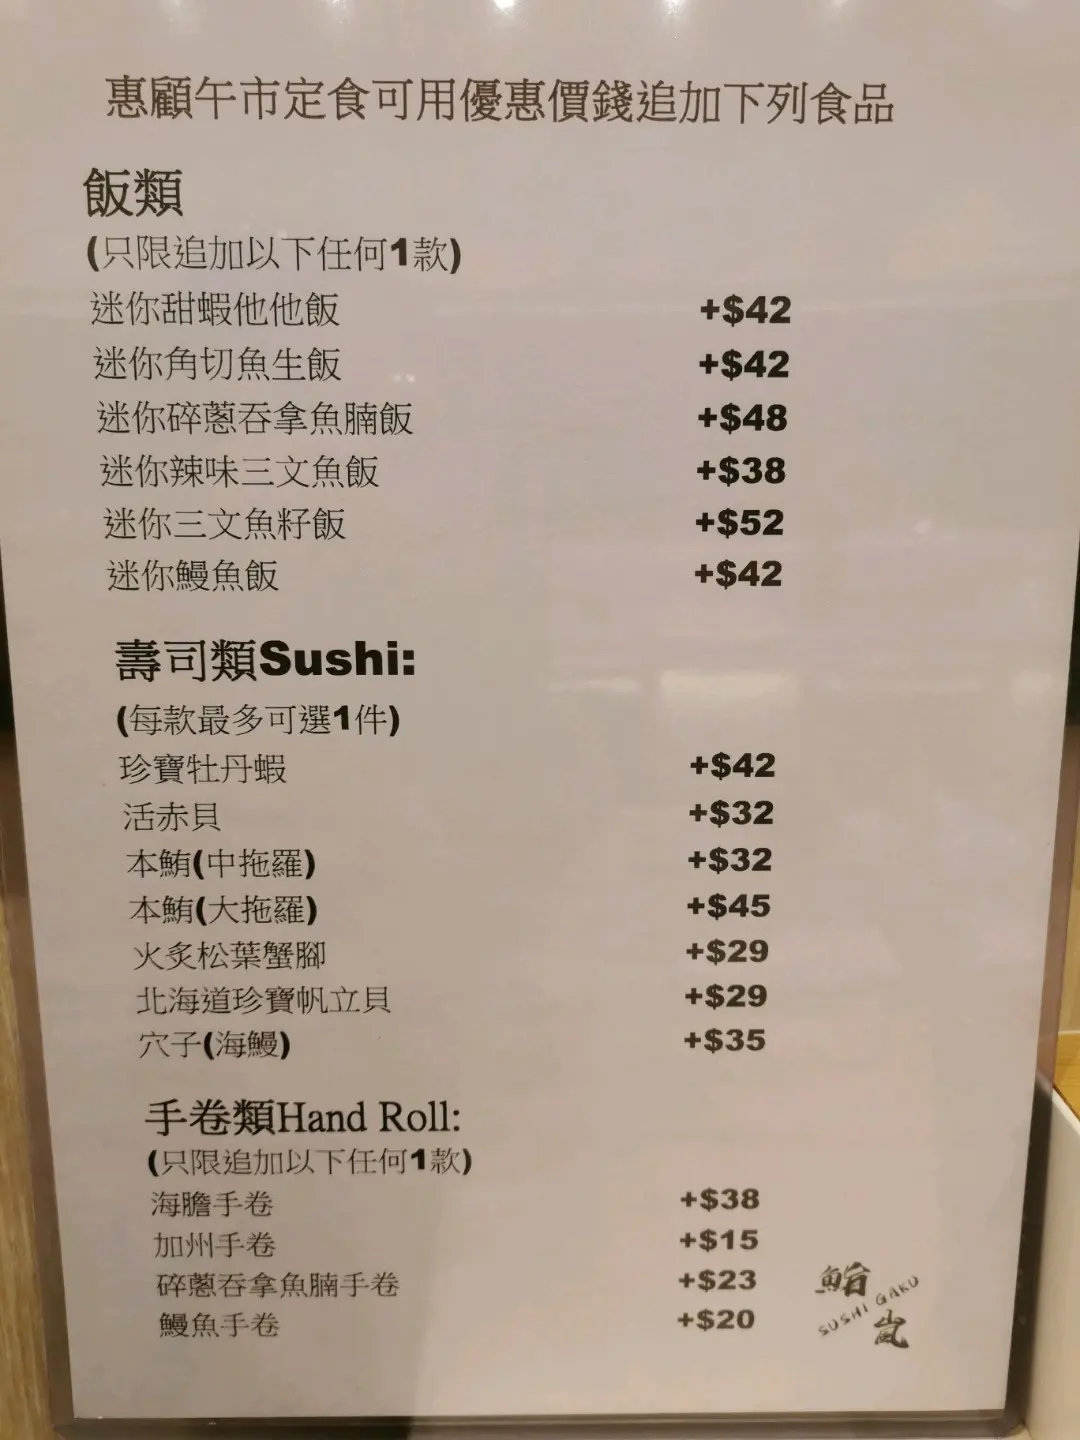 惠顧午市定食可用優惠價錢追加下列食品
飯類
(只限追加以下任何1款)
迷你甜蝦他他飯 +$42
迷你角切魚生飯 +$42
迷你碎蔥吞拿魚腩飯 +$48
迷你辣味三文魚飯 +$38
迷你三文魚籽飯 +$52
迷你鰻魚飯 +$42
壽司類Sushi:
(每款最多可選1件)
珍寶牡丹蝦 +$42
活赤貝 +$32
本鮪(中拖羅) +$32
本鮪(大拖羅) +$45
火炙松葉蟹腳 +$29
北海道珍寶帆立貝 +$29
穴子(海鰻) +$35
手卷類Hand Roll:
(只限追加以下任何1款)
海膽手卷 +$38
加州手卷 +$15
碎蔥吞拿魚腩手卷 +$23
鰻魚手卷 +$20
鮨
SUSHI GAKU